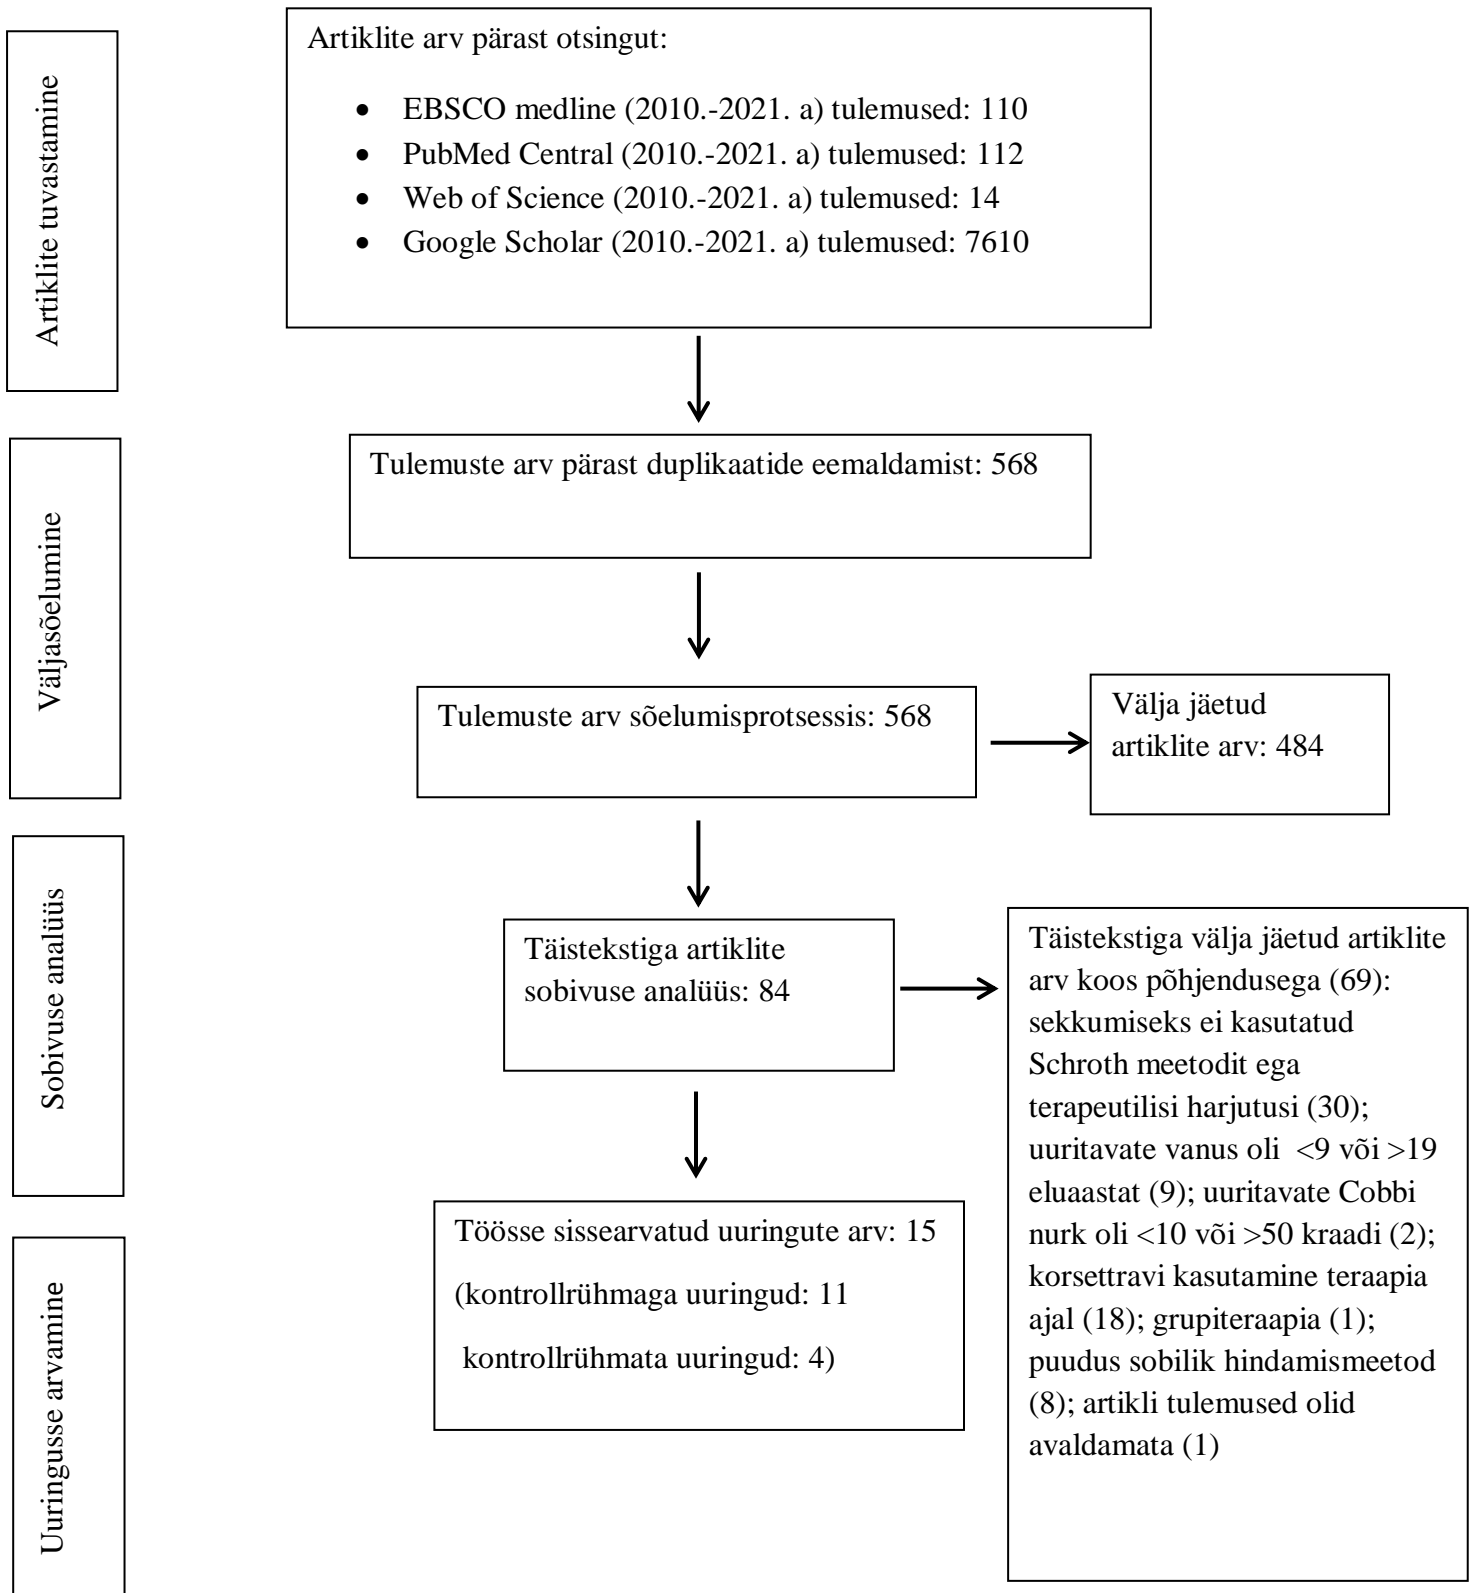 Artiklite tuvastamine
Artiklite arv pärast otsingut:
• EBSCO medline (2010.-2021. a) tulemused: 110
• PubMed Central (2010.-2021. a) tulemused: 112
• Web of Science (2010.-2021. a) tulemused: 14
• Google Scholar (2010.-2021. a) tulemused: 7610
Väljasõelumine
Tulemuste arv pärast duplikaatide eemaldamist: 568
Tulemuste arv sõelumisprotsessis: 568
Välja jäetud
artiklite arv: 484
Sobivuse analüüs
Täistekstiga artiklite
sobivuse analüüs: 84
Täistekstiga välja jäetud artiklite
arv koos põhjendusega (69):
sekkumiseks ei kasutatud
Schroth meetodit ega
terapeutilisi harjutusi (30);
uuritavate vanus oli <9 või >19
eluaastat (9); uuritavate Cobbi
nurk oli <10 või >50 kraadi (2);
korsettravi kasutamine teraapia
ajal (18); grupiteraapia (1);
puudus sobilik hindamismeetod
(8); artikli tulemused olid
avaldamata (1)
Uuringusse arvamine
Töösse sissearvatud uuringute arv: 15
(kontrollrühmaga uuringud: 11
kontrollrühmata uuringud: 4)